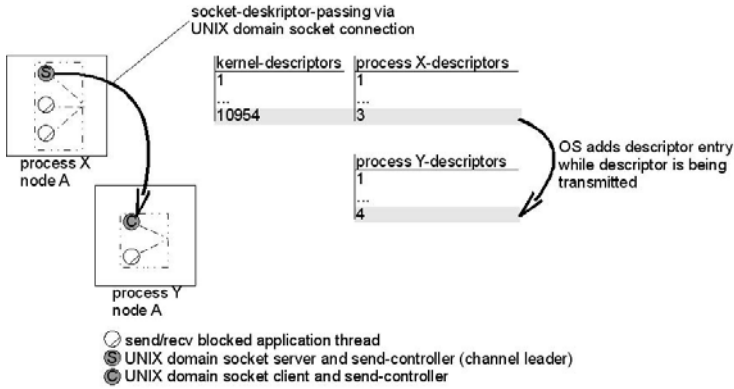 socket-deskriptor-passing via
UNIX domain socket connection
kernel-descriptors
1
...
10954
process X-descriptors
1
...
3
S
process X
node A
OS adds descriptor entry
while descriptor is being
transmitted
process Y-descriptors
1
...
4
C
process Y
node A
send/recv blocked application thread
S UNIX domain socket server and send-controller (channel leader)
C UNIX domain socket client and send-controller